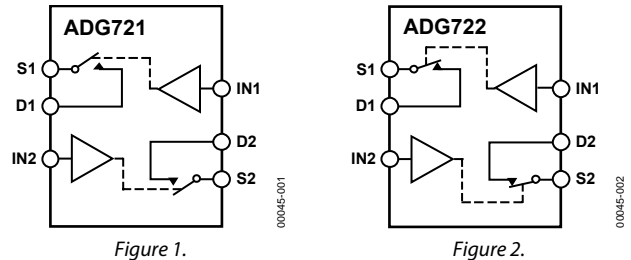 ADG721
S1
IN1
D1
D2
IN2
S2
00045-001
Figure 1.
ADG722
S1
IN1
D1
D2
IN2
S2
00045-002
Figure 2.